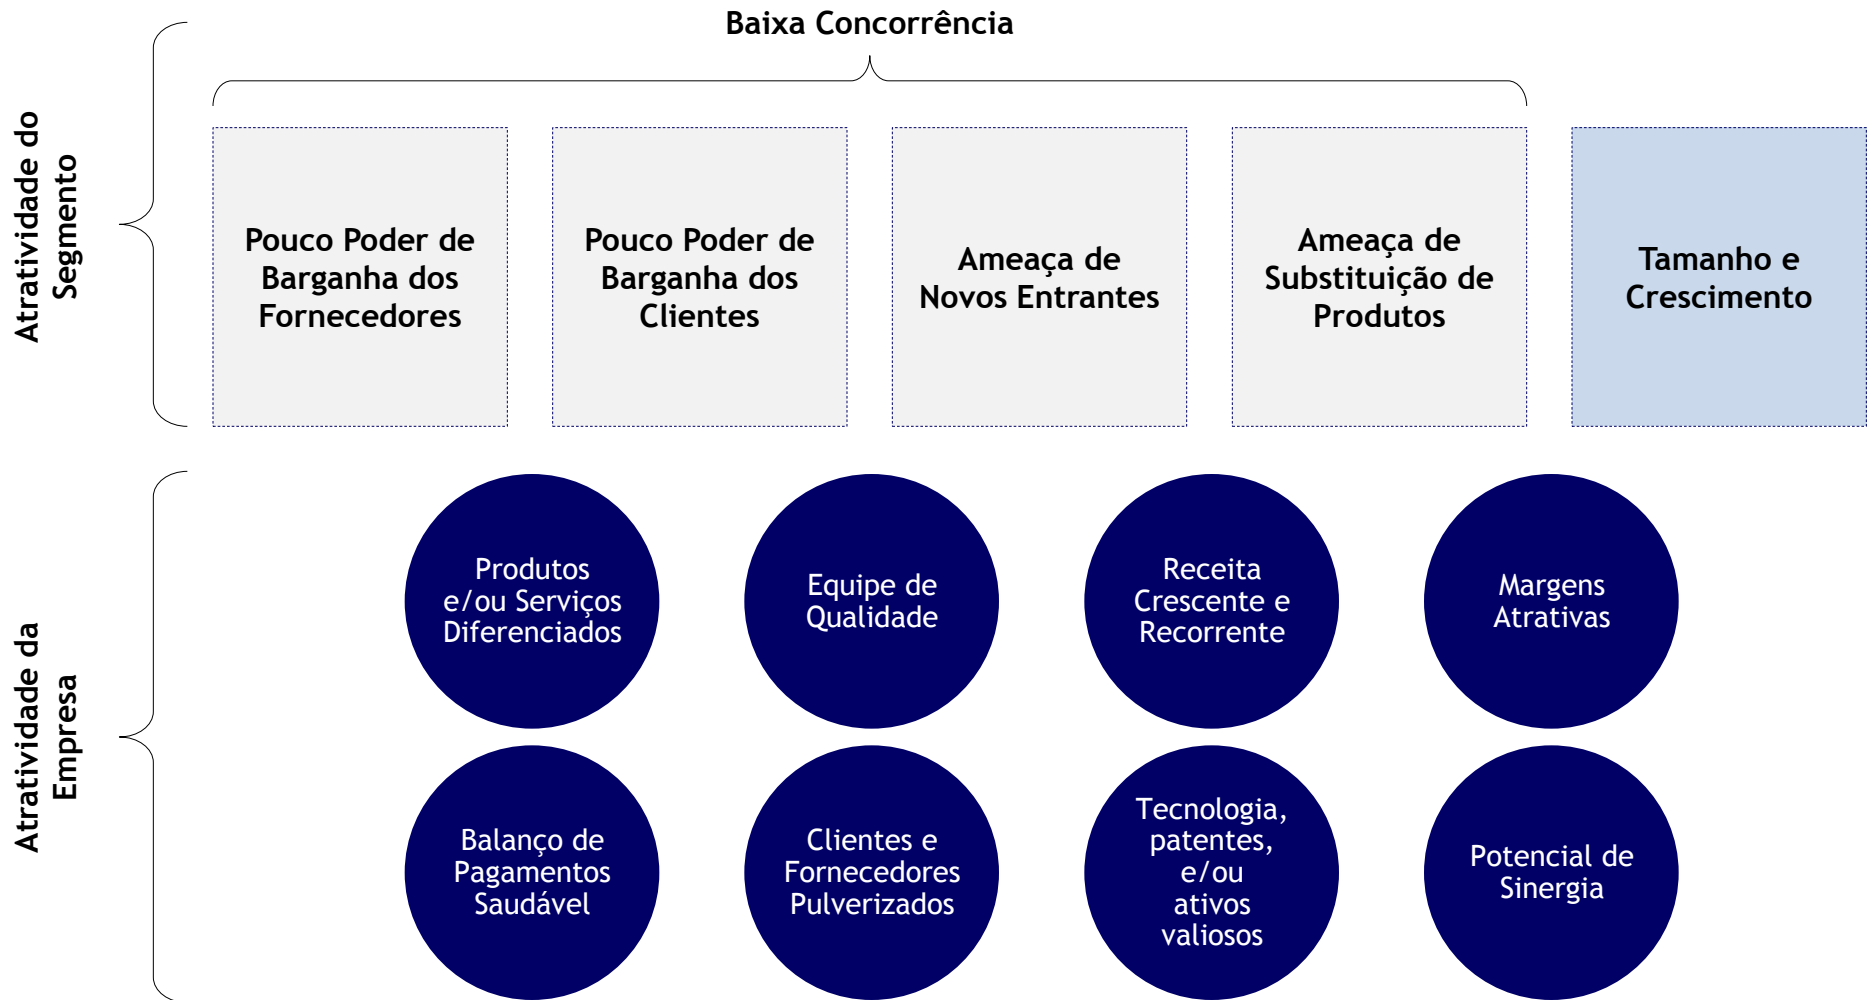 Baixa Concorrência
Atratividade do
Segmento
Pouco Poder de
Barganha dos
Fornecedores
Pouco Poder de
Barganha dos
Clientes
Ameaça de
Novos Entrantes
Ameaça de
Substituição de
Produtos
Tamanho e
Crescimento
Atratividade da
Empresa
Produtos
e/ou Serviços
Diferenciados
Equipe de
Qualidade
Receita
Crescente e
Recorrente
Margens
Atrativas
Balanço de
Pagamentos
Saudável
Clientes e
Fornecedores
Pulverizados
Tecnologia,
patentes,
e/ou
ativos
valiosos
Potencial de
Sinergia